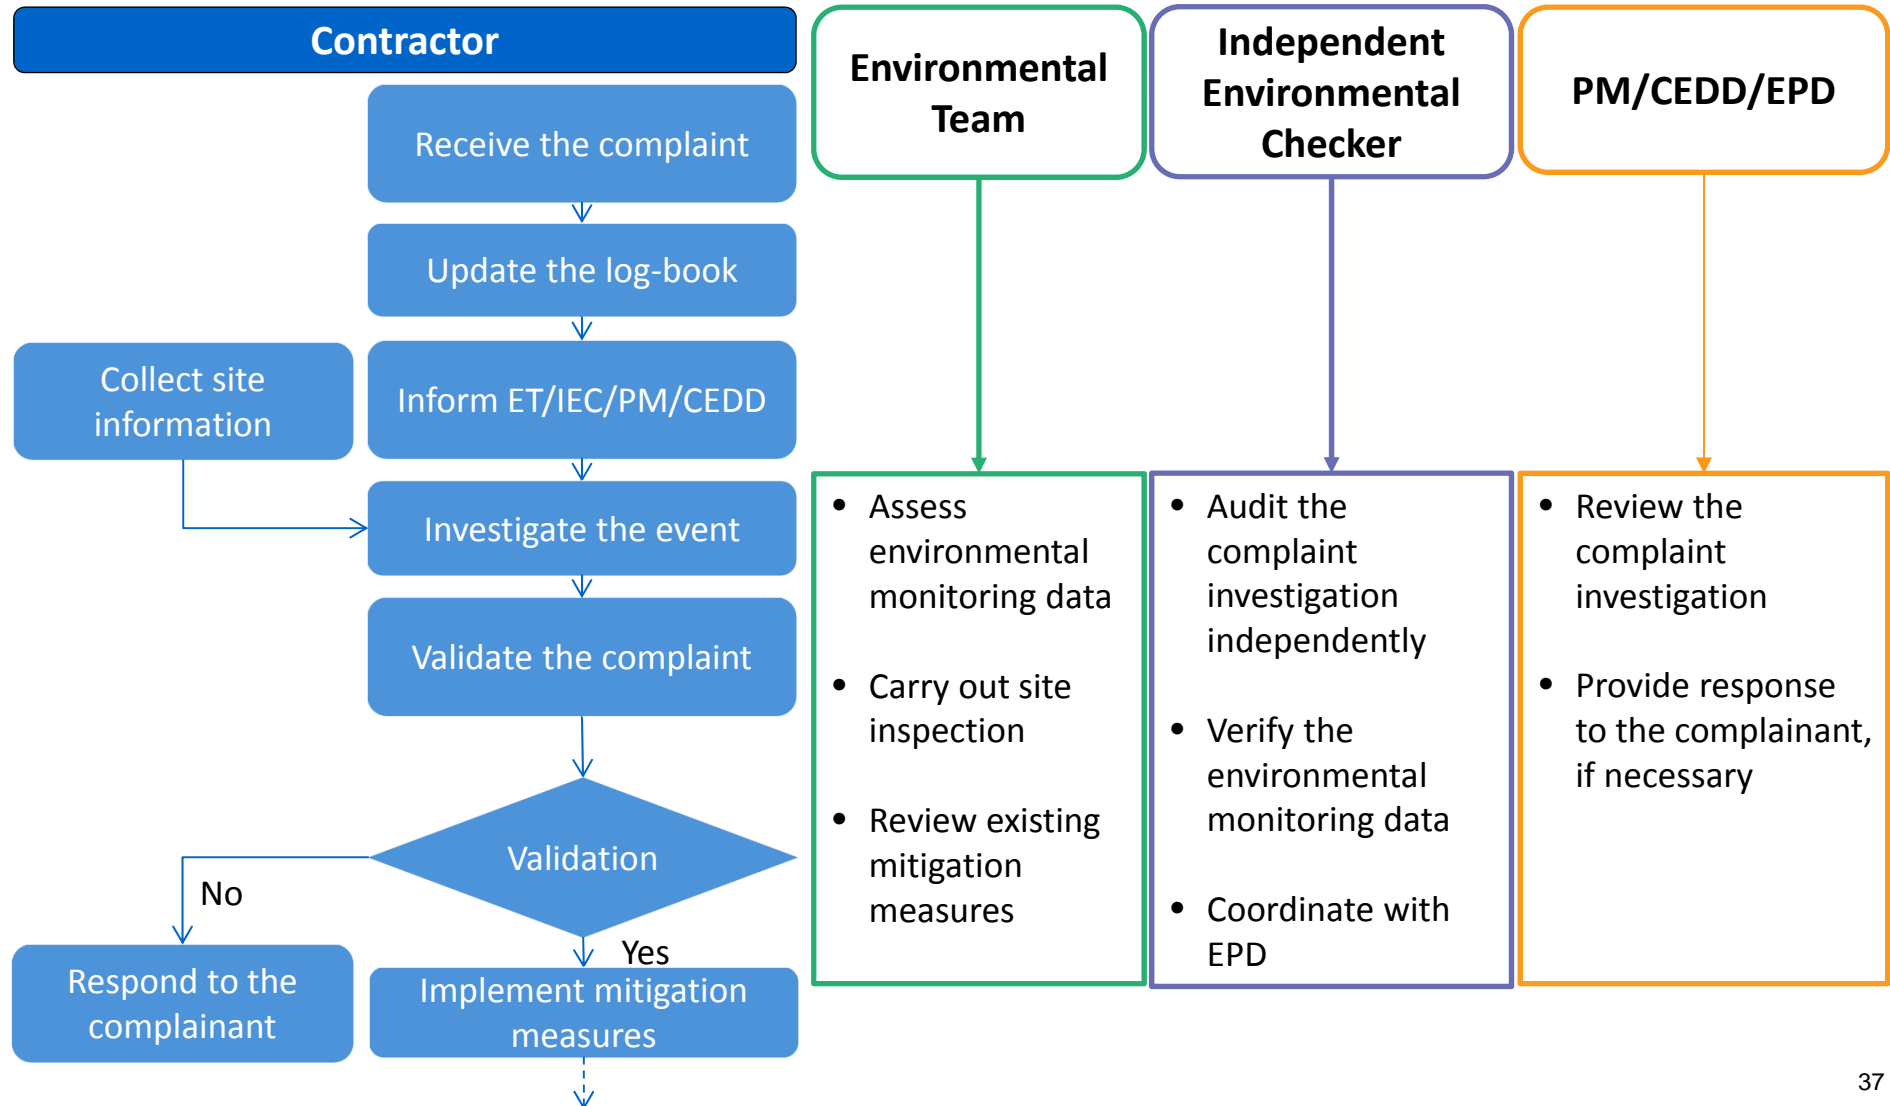 Contractor
Receive the complaint
Update the log-book
Collect site
information
Inform ET/IEC/PM/CEDD
Investigate the event
Validate the complaint
Validation
No
Yes
Respond to the
complainant
Implement mitigation
measures
Environmental
Team
• Assess
environmental
monitoring data
• Carry out site
inspection
• Review existing
mitigation
measures
Independent
Environmental
Checker
• Audit the
complaint
investigation
independently
• Verify the
environmental
monitoring data
• Coordinate with
EPD
PM/CEDD/EPD
• Review the
complaint
investigation
• Provide response
to the complainant,
if necessary
37